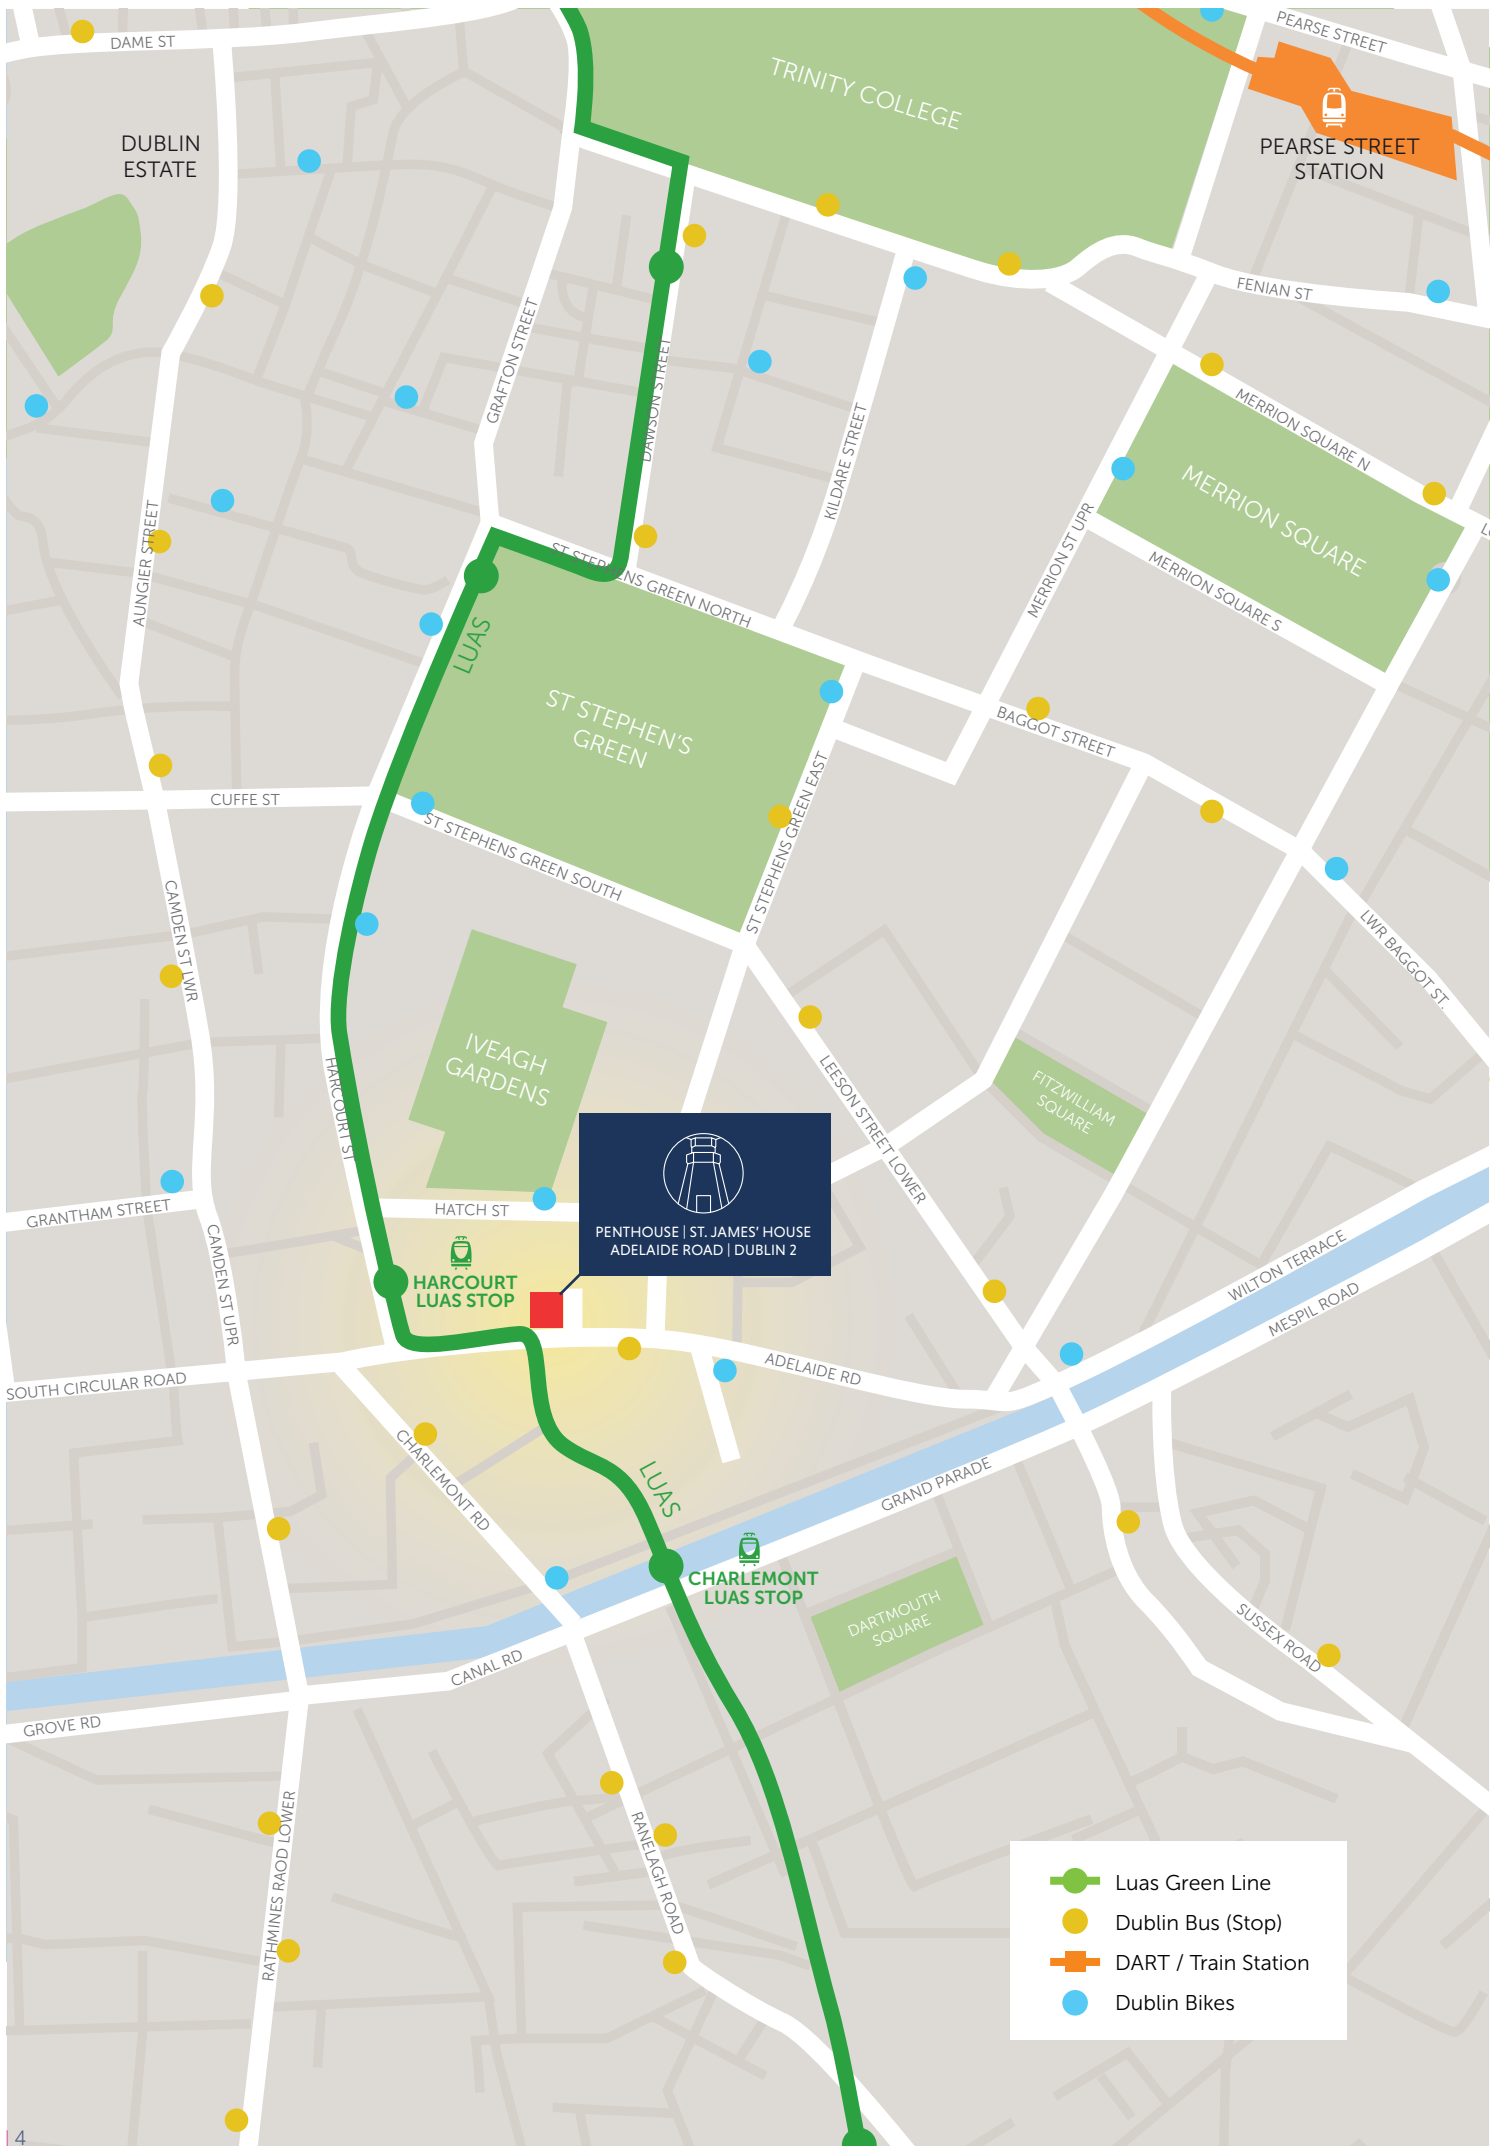 DAME ST
PEARSE STREET
TRINITY COLLEGE
DUBLIN
ESTATE
PEARSE STREET
STATION
FENIAN ST
GRAFTON STREET
DAWSON STREET
KILDARE STREET
MERRION SQUARE N
MERRION SQUARE
MERRION ST UPR
MERRION SQUARE S
AUNGIER STREET
ST STEPHENS GREEN NORTH
LUAS
ST STEPHEN'S
GREEN
BAGGOT STREET
CUFFE ST
ST STEPHENS GREEN EAST
ST STEPHENS GREEN SOUTH
CAMDEN ST LWR
LWR BAGGOT ST.
IVEAGH
GARDENS
HARCOURT ST
LEESON STREET LOWER
FITZWILLIAM
SQUARE
GRANTHAM STREET
HATCH ST
PENTHOUSE | ST. JAMES' HOUSE
ADELAIDE ROAD | DUBLIN 2
CAMDEN ST UPR
HARCOURT
LUAS STOP
WILTON TERRACE
MESPIL ROAD
SOUTH CIRCULAR ROAD
ADELAIDE RD
CHARLEMONT RD
LUAS
GRAND PARADE
CHARLEMONT
LUAS STOP
DARTMOUTH
SQUARE
SUSSEX ROAD
CANAL RD
GROVE RD
RATHMINES RAOD LOWER
RANELAGH ROAD
Luas Green Line
Dublin Bus (Stop)
DART / Train Station
Dublin Bikes
4